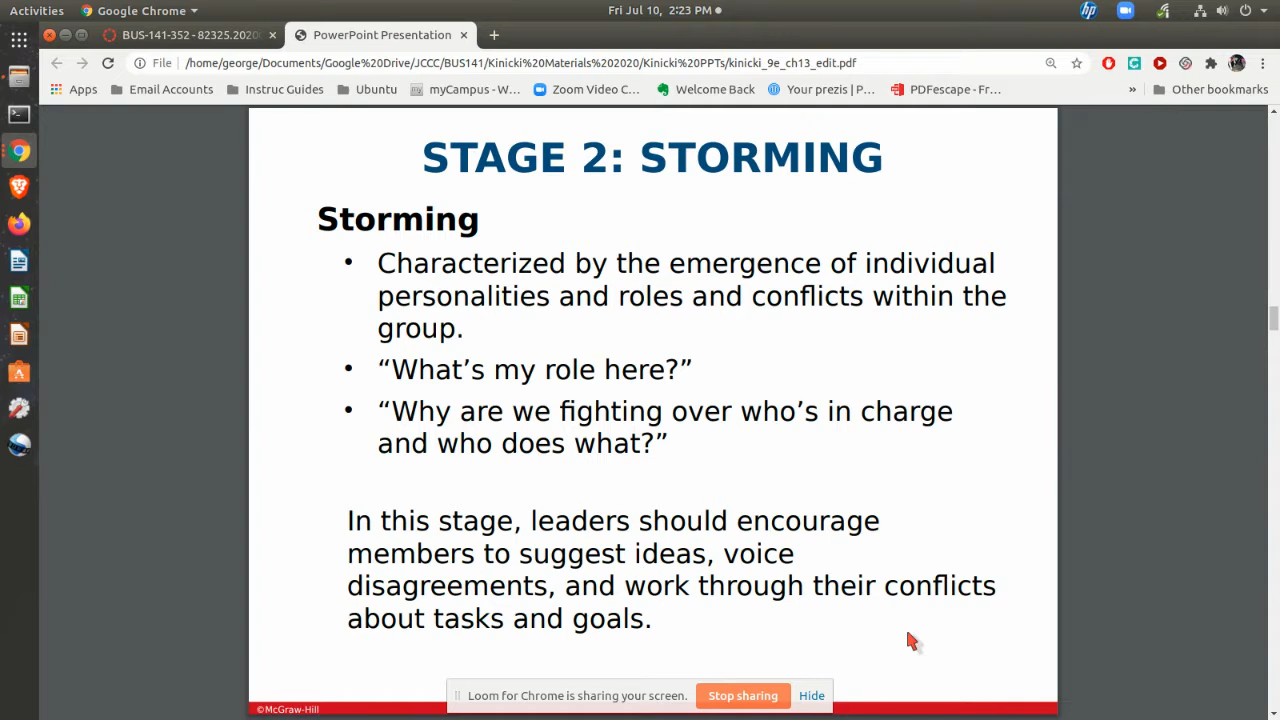 Activities
Google Chrome
Fri Jul 10, 2:23 PM
hp
BUS-141-352 - 82325.2020
PowerPoint Presentation
File
/home/george/Documents/Google%20Drive/JCCC/BUS141/Kinicki%20Materials%202020/Kinicki%20PPTs/kinicki_9e_ch13_edit.pdf
Apps
Email Accounts
Instruc Guides
Ubuntu
myCampus - W...
Zoom Video C...
Welcome Back
Your prezis | P...
PDFescape - Fr...
»
Other bookmarks
STAGE 2: STORMING
Storming
• Characterized by the emergence of individual
personalities and roles and conflicts within the
group.
• “What’s my role here?”
• “Why are we fighting over who’s in charge
and who does what?”
In this stage, leaders should encourage
members to suggest ideas, voice
disagreements, and work through their conflicts
about tasks and goals.
Loom for Chrome is sharing your screen.
Stop sharing
Hide
©McGraw-Hill